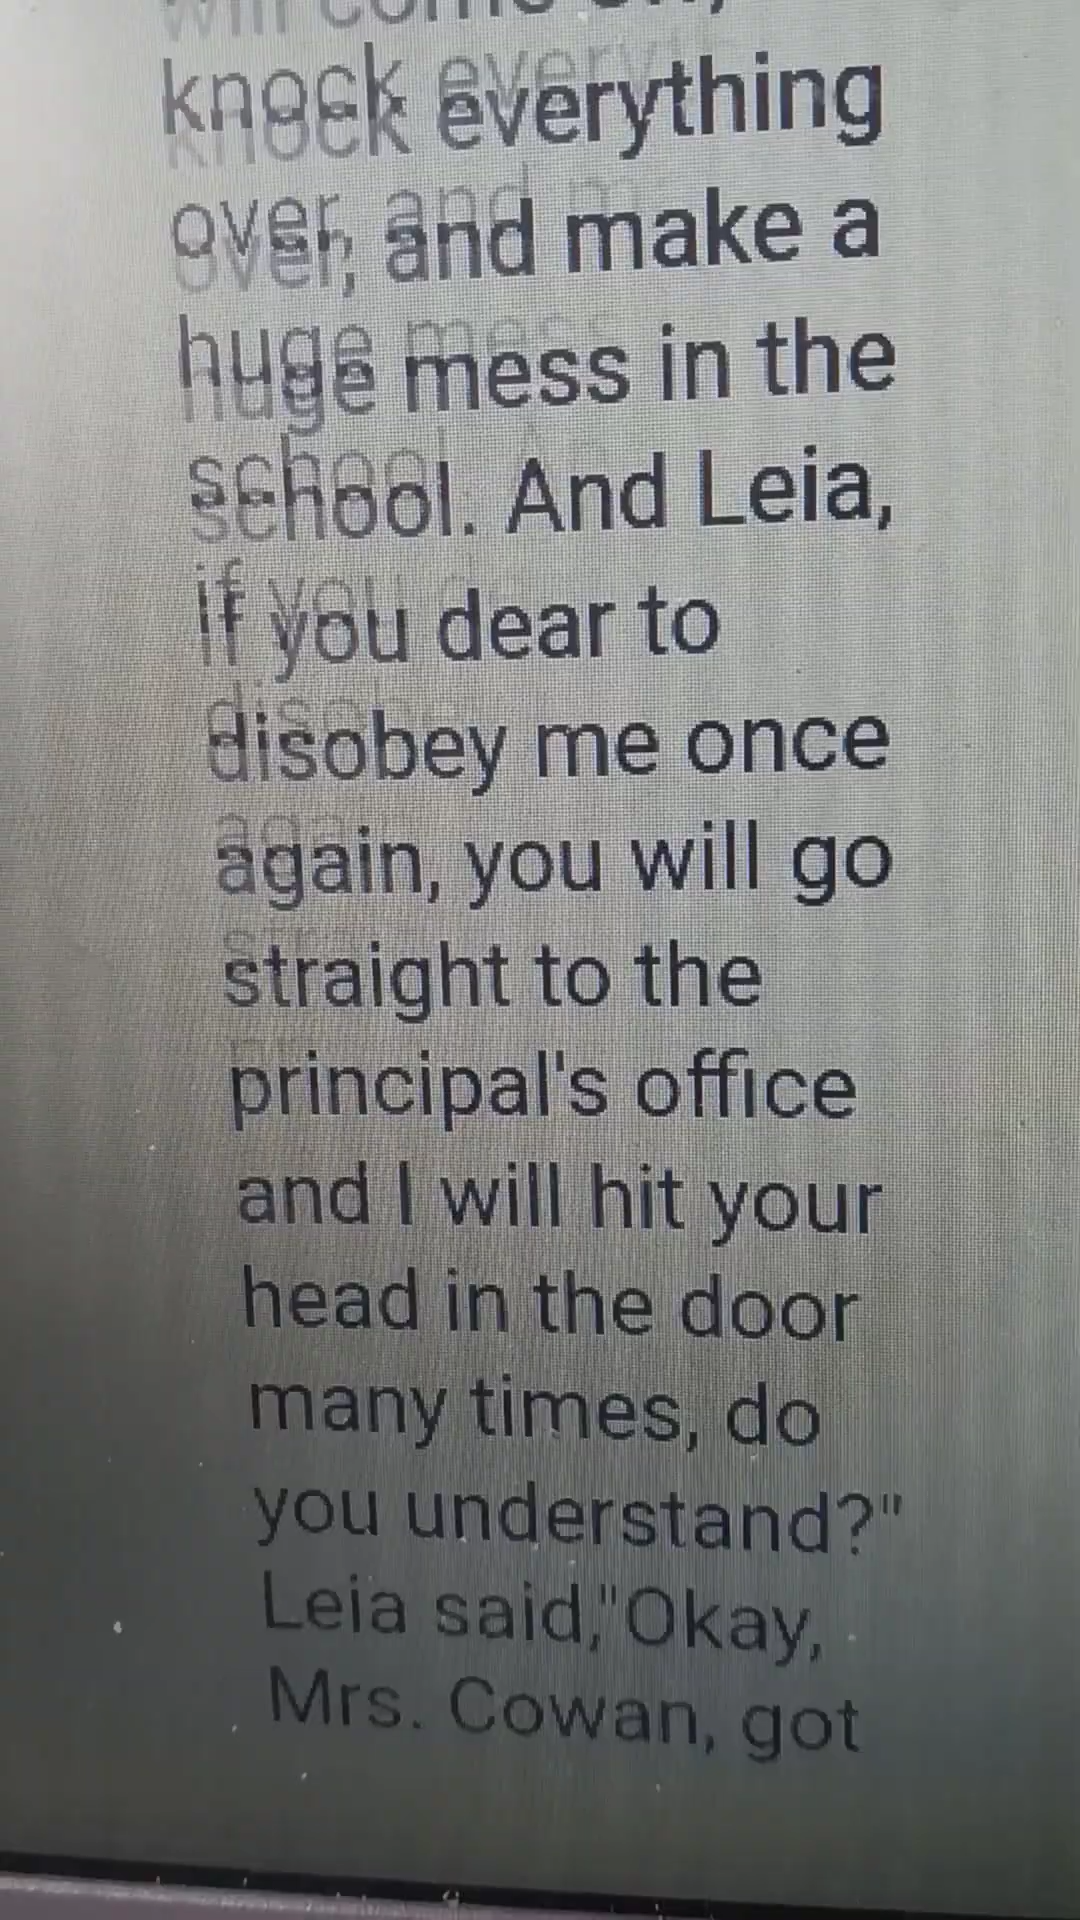 knock everything
over, and make a
huge mess in the
school. And Leia,
if you dear to
disobey me once
again, you will go
straight to the
principal's office
and I will hit your
head in the door
many times, do
you understand?"
Leia said,"Okay,
Mrs. Cowan, got